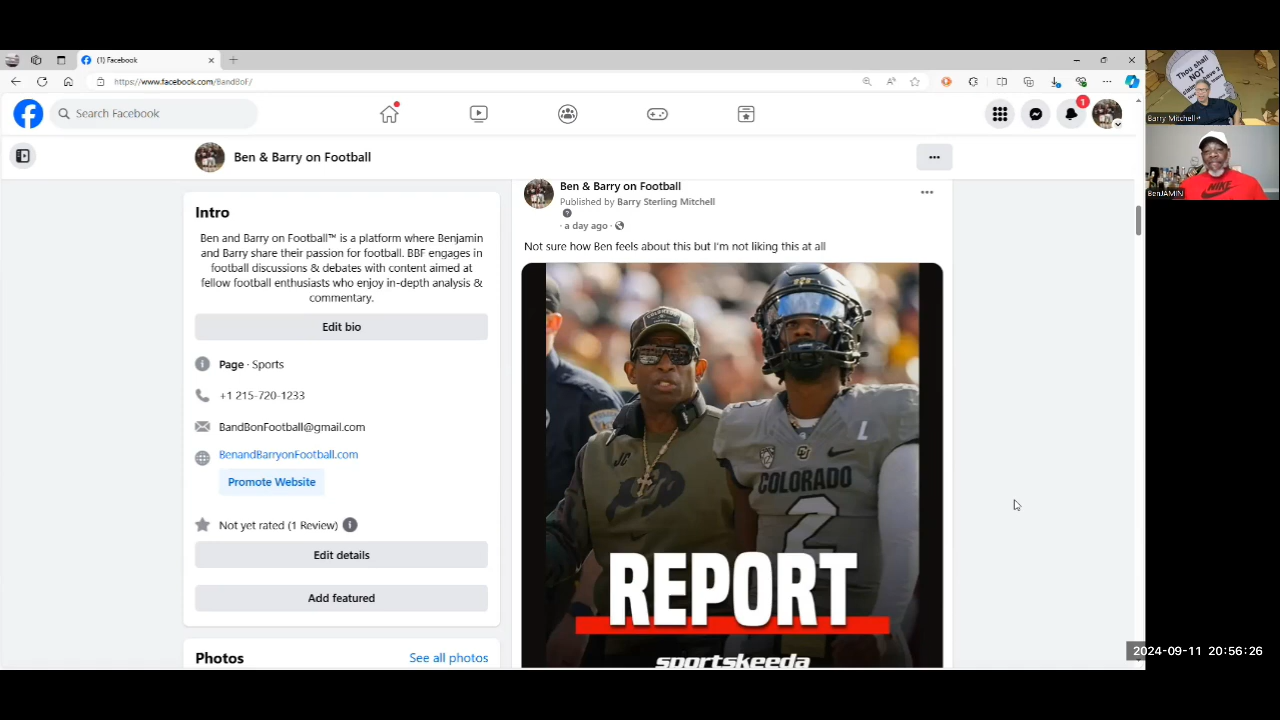 (1) Facebook
https://www.facebook.com/BandBoF/
Search Facebook
1
Ben & Barry on Football
Intro
Ben and Barry on Football™ is a platform where Benjamin
and Barry share their passion for football. BBF engages in
football discussions & debates with content aimed at
fellow football enthusiasts who enjoy in-depth analysis &
commentary.
Edit bio
Page · Sports
+1 215-720-1233
BandBonFootball@gmail.com
BenandBarryonFootball.com
Promote Website
Not yet rated (1 Review)
Edit details
Add featured
Photos
See all photos
Ben & Barry on Football
Published by Barry Sterling Mitchell
· a day ago ·
Not sure how Ben feels about this but I'm not liking this at all
COLORADO
2
L
CU
REPORT
sportskeeda
Thou shall
NOT
Barry Mitchell
NIKE
BenJAMIN
2024-09-11 20:56:26